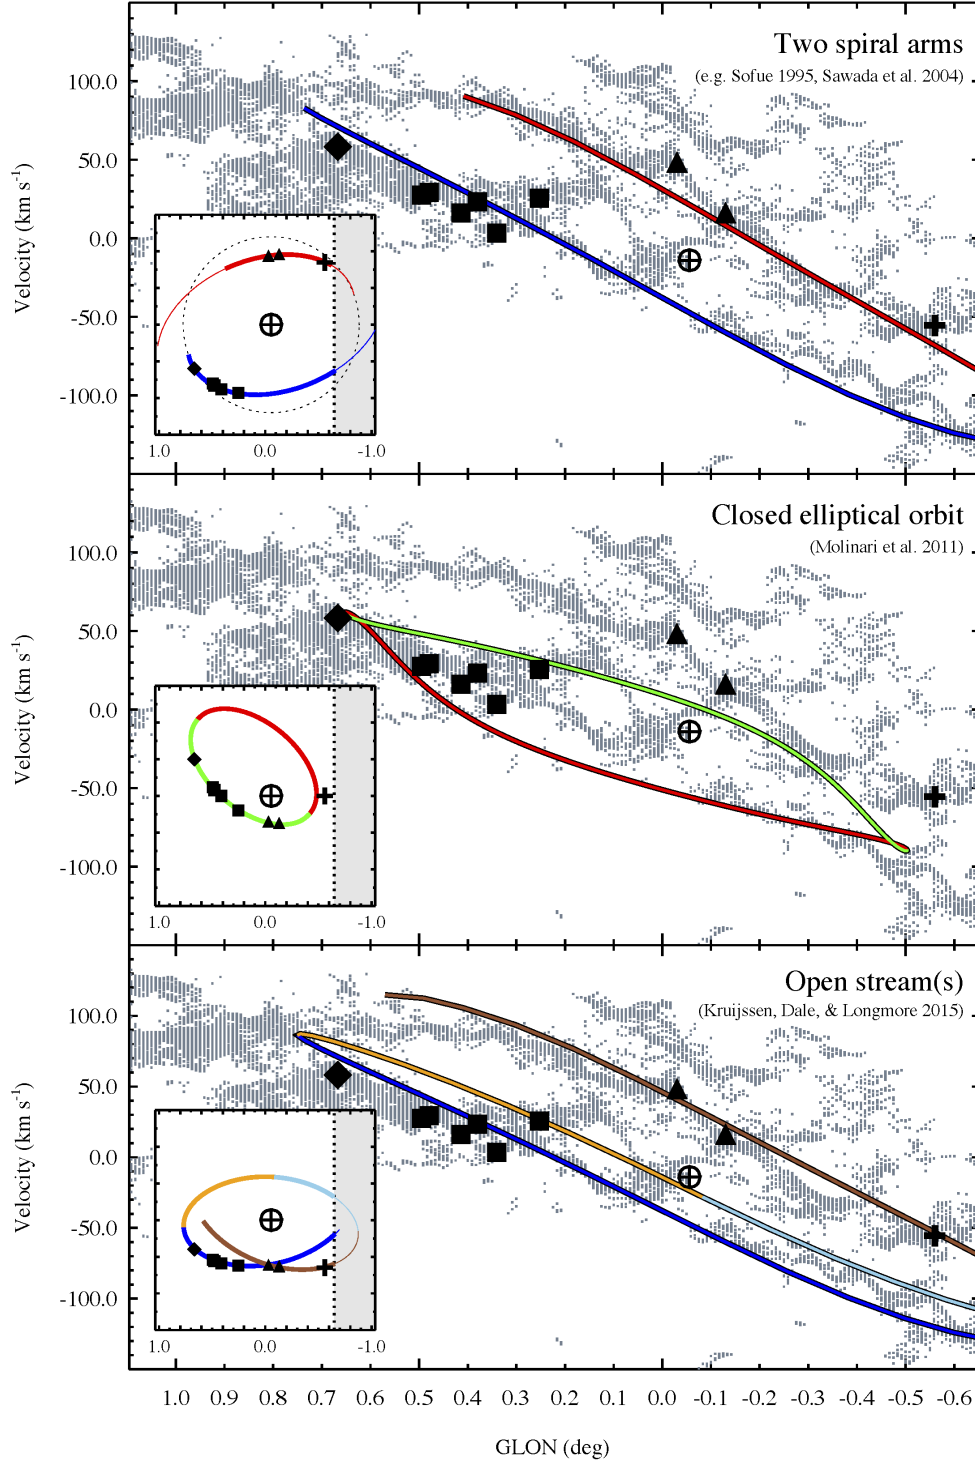 Two spiral arms
(e.g. Sofue 1995, Sawada et al. 2004)
100.0
50.0
0.0
-50.0
-100.0
Velocity (km s-1)
1.0 0.0 -1.0
Closed elliptical orbit
(Molinari et al. 2011)
100.0
50.0
0.0
-50.0
-100.0
Velocity (km s-1)
1.0 0.0 -1.0
Open stream(s)
(Kruijssen, Dale, & Longmore 2015)
100.0
50.0
0.0
-50.0
-100.0
Velocity (km s-1)
1.0 0.0 -1.0
1.0 0.9 0.8 0.7 0.6 0.5 0.4 0.3 0.2 0.1 0.0 -0.1 -0.2 -0.3 -0.4 -0.5 -0.6
GLON (deg)